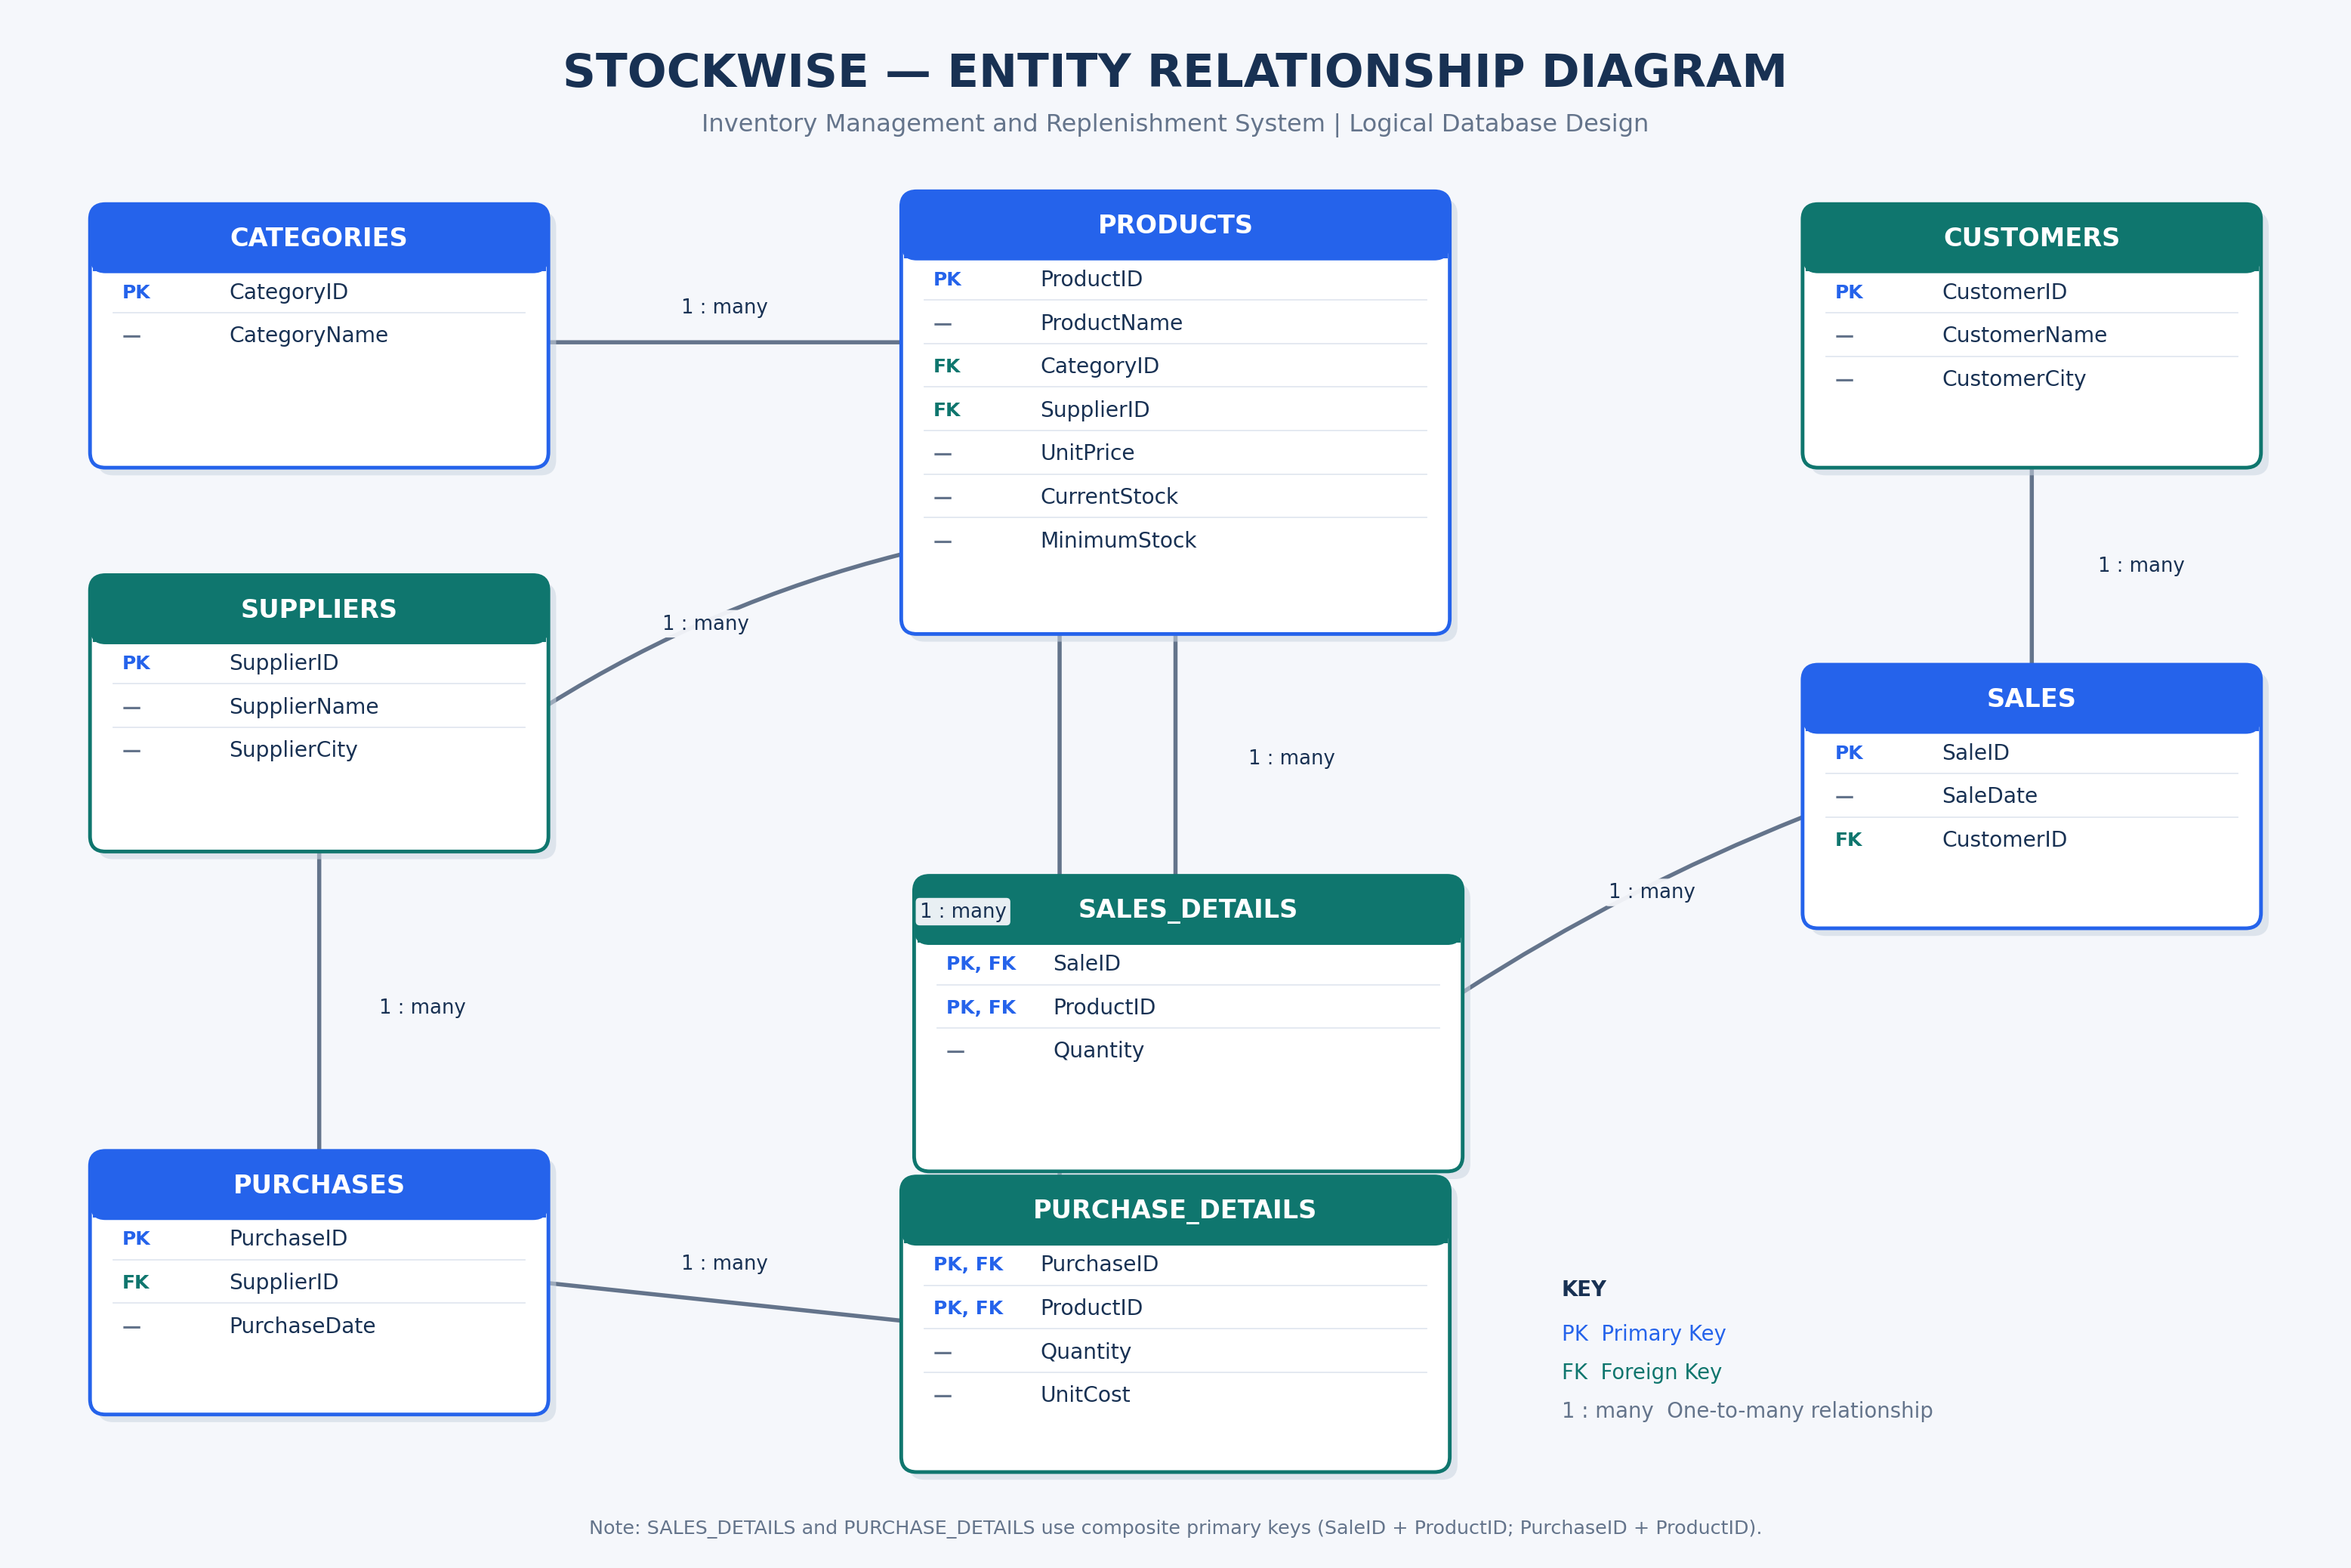 STOCKWISE — ENTITY RELATIONSHIP DIAGRAM
Inventory Management and Replenishment System | Logical Database Design
CATEGORIES
PK CategoryID
— CategoryName
1 : many
PRODUCTS
PK ProductID
— ProductName
FK CategoryID
FK SupplierID
— UnitPrice
— CurrentStock
— MinimumStock
CUSTOMERS
PK CustomerID
— CustomerName
— CustomerCity
1 : many
SUPPLIERS
PK SupplierID
— SupplierName
— SupplierCity
1 : many
1 : many
SALES
PK SaleID
— SaleDate
FK CustomerID
1 : many
1 : many
SALES_DETAILS
PK, FK SaleID
PK, FK ProductID
— Quantity
1 : many
1 : many
PURCHASES
PK PurchaseID
FK SupplierID
— PurchaseDate
1 : many
PURCHASE_DETAILS
PK, FK PurchaseID
PK, FK ProductID
— Quantity
— UnitCost
KEY
PK Primary Key
FK Foreign Key
1 : many One-to-many relationship
Note: SALES_DETAILS and PURCHASE_DETAILS use composite primary keys (SaleID + ProductID; PurchaseID + ProductID).